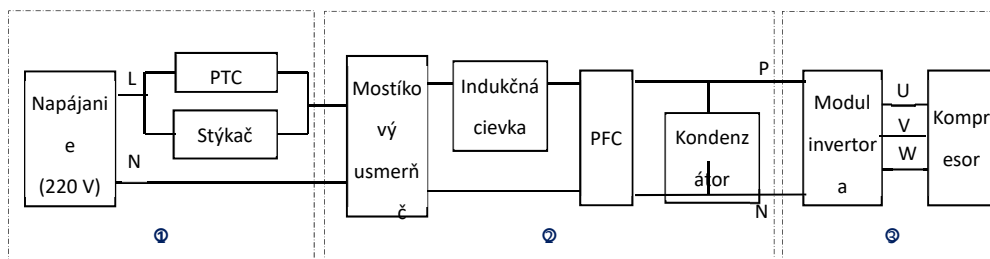 L
PTC
Stýkač
N
Napájani
e
(220 V)
①
Mostíko
vý
usmerň
č
Indukčná
cievka
PFC
Kondenz
átor
P
N
②
Modul
invertor
a
U
V
W
Kompr
esor
③